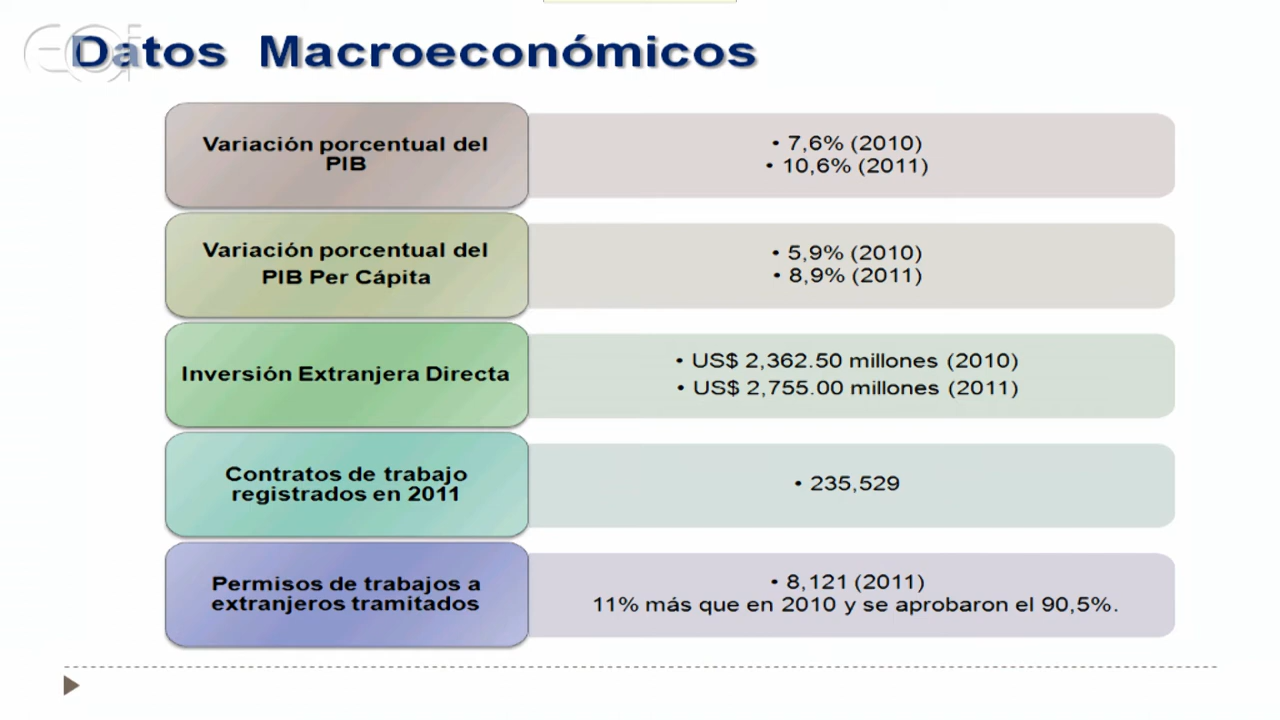 eoi
Datos Macroeconómicos
Variación porcentual del
PIB
• 7,6% (2010)
• 10,6% (2011)
Variación porcentual del
PIB Per Cápita
• 5,9% (2010)
• 8,9% (2011)
Inversión Extranjera Directa
• US$ 2,362.50 millones (2010)
• US$ 2,755.00 millones (2011)
Contratos de trabajo
registrados en 2011
• 235,529
Permisos de trabajos a
extranjeros tramitados
• 8,121 (2011)
11% más que en 2010 y se aprobaron el 90,5%.